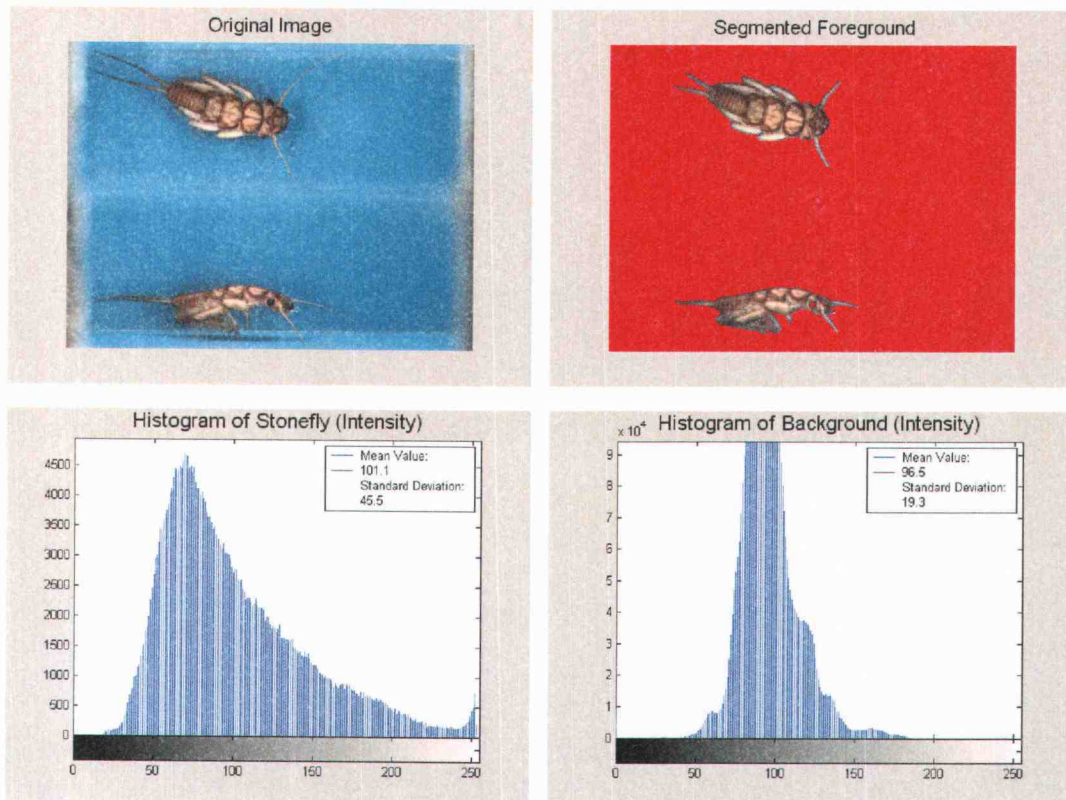 Original Image
Segmented Foreground
Histogram of Stonefly (Intensity)
4500
4000
3500
3000
2500
2000
1500
1000
500
0
Mean Value:
101.1
Standard Deviation:
45.5
0 50 100 150 200 250
Histogram of Background (Intensity)
× 10⁴
9
8
7
6
5
4
3
2
1
0
Mean Value:
96.5
Standard Deviation:
19.3
0 50 100 150 200 250